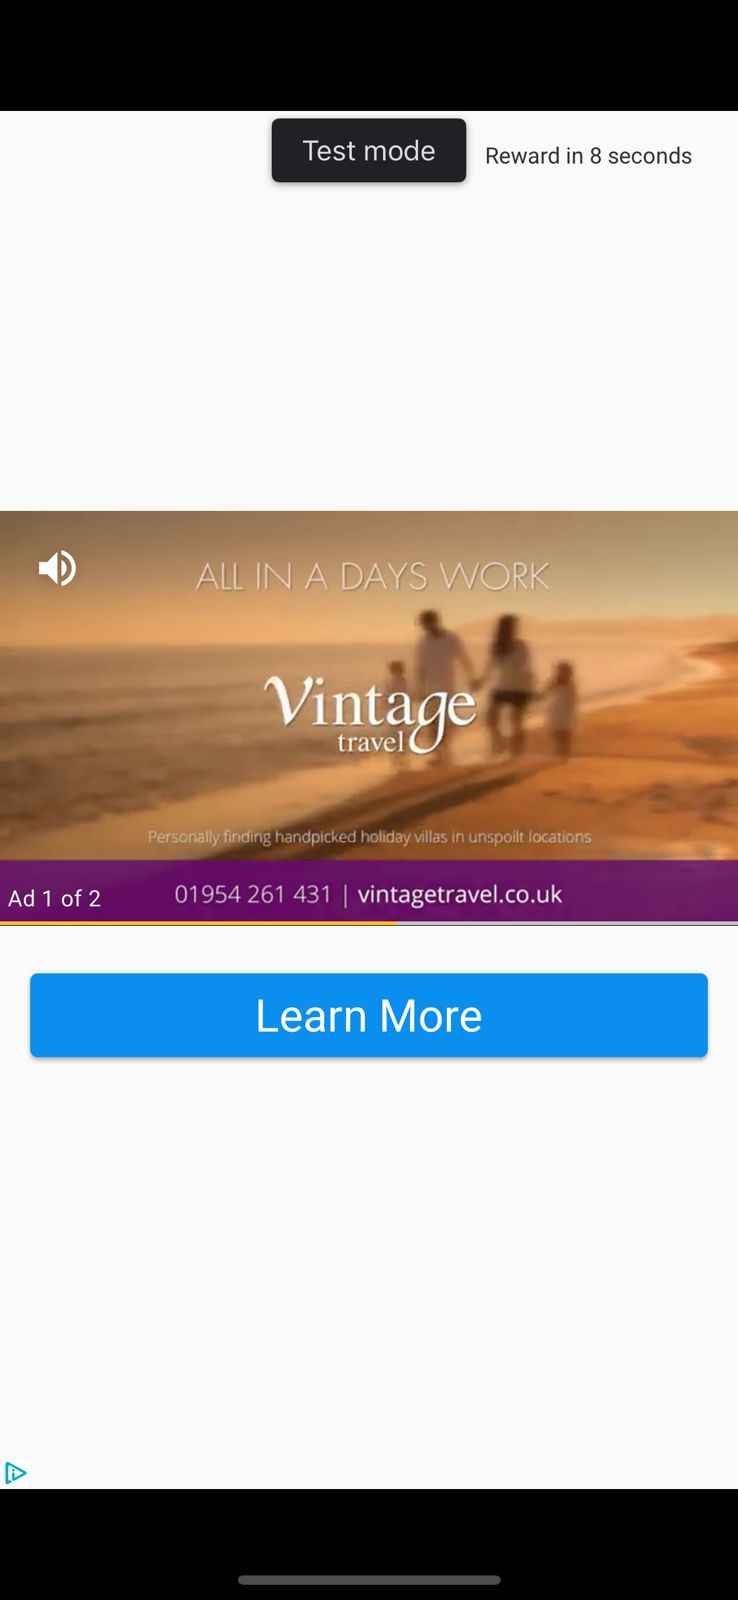 Test mode
Reward in 8 seconds
ALL IN A DAYS WORK
Vintage
travel
Personally finding handpicked holiday villas in unspoilt locations
Ad 1 of 2
01954 261 431 | vintagetravel.co.uk
Learn More